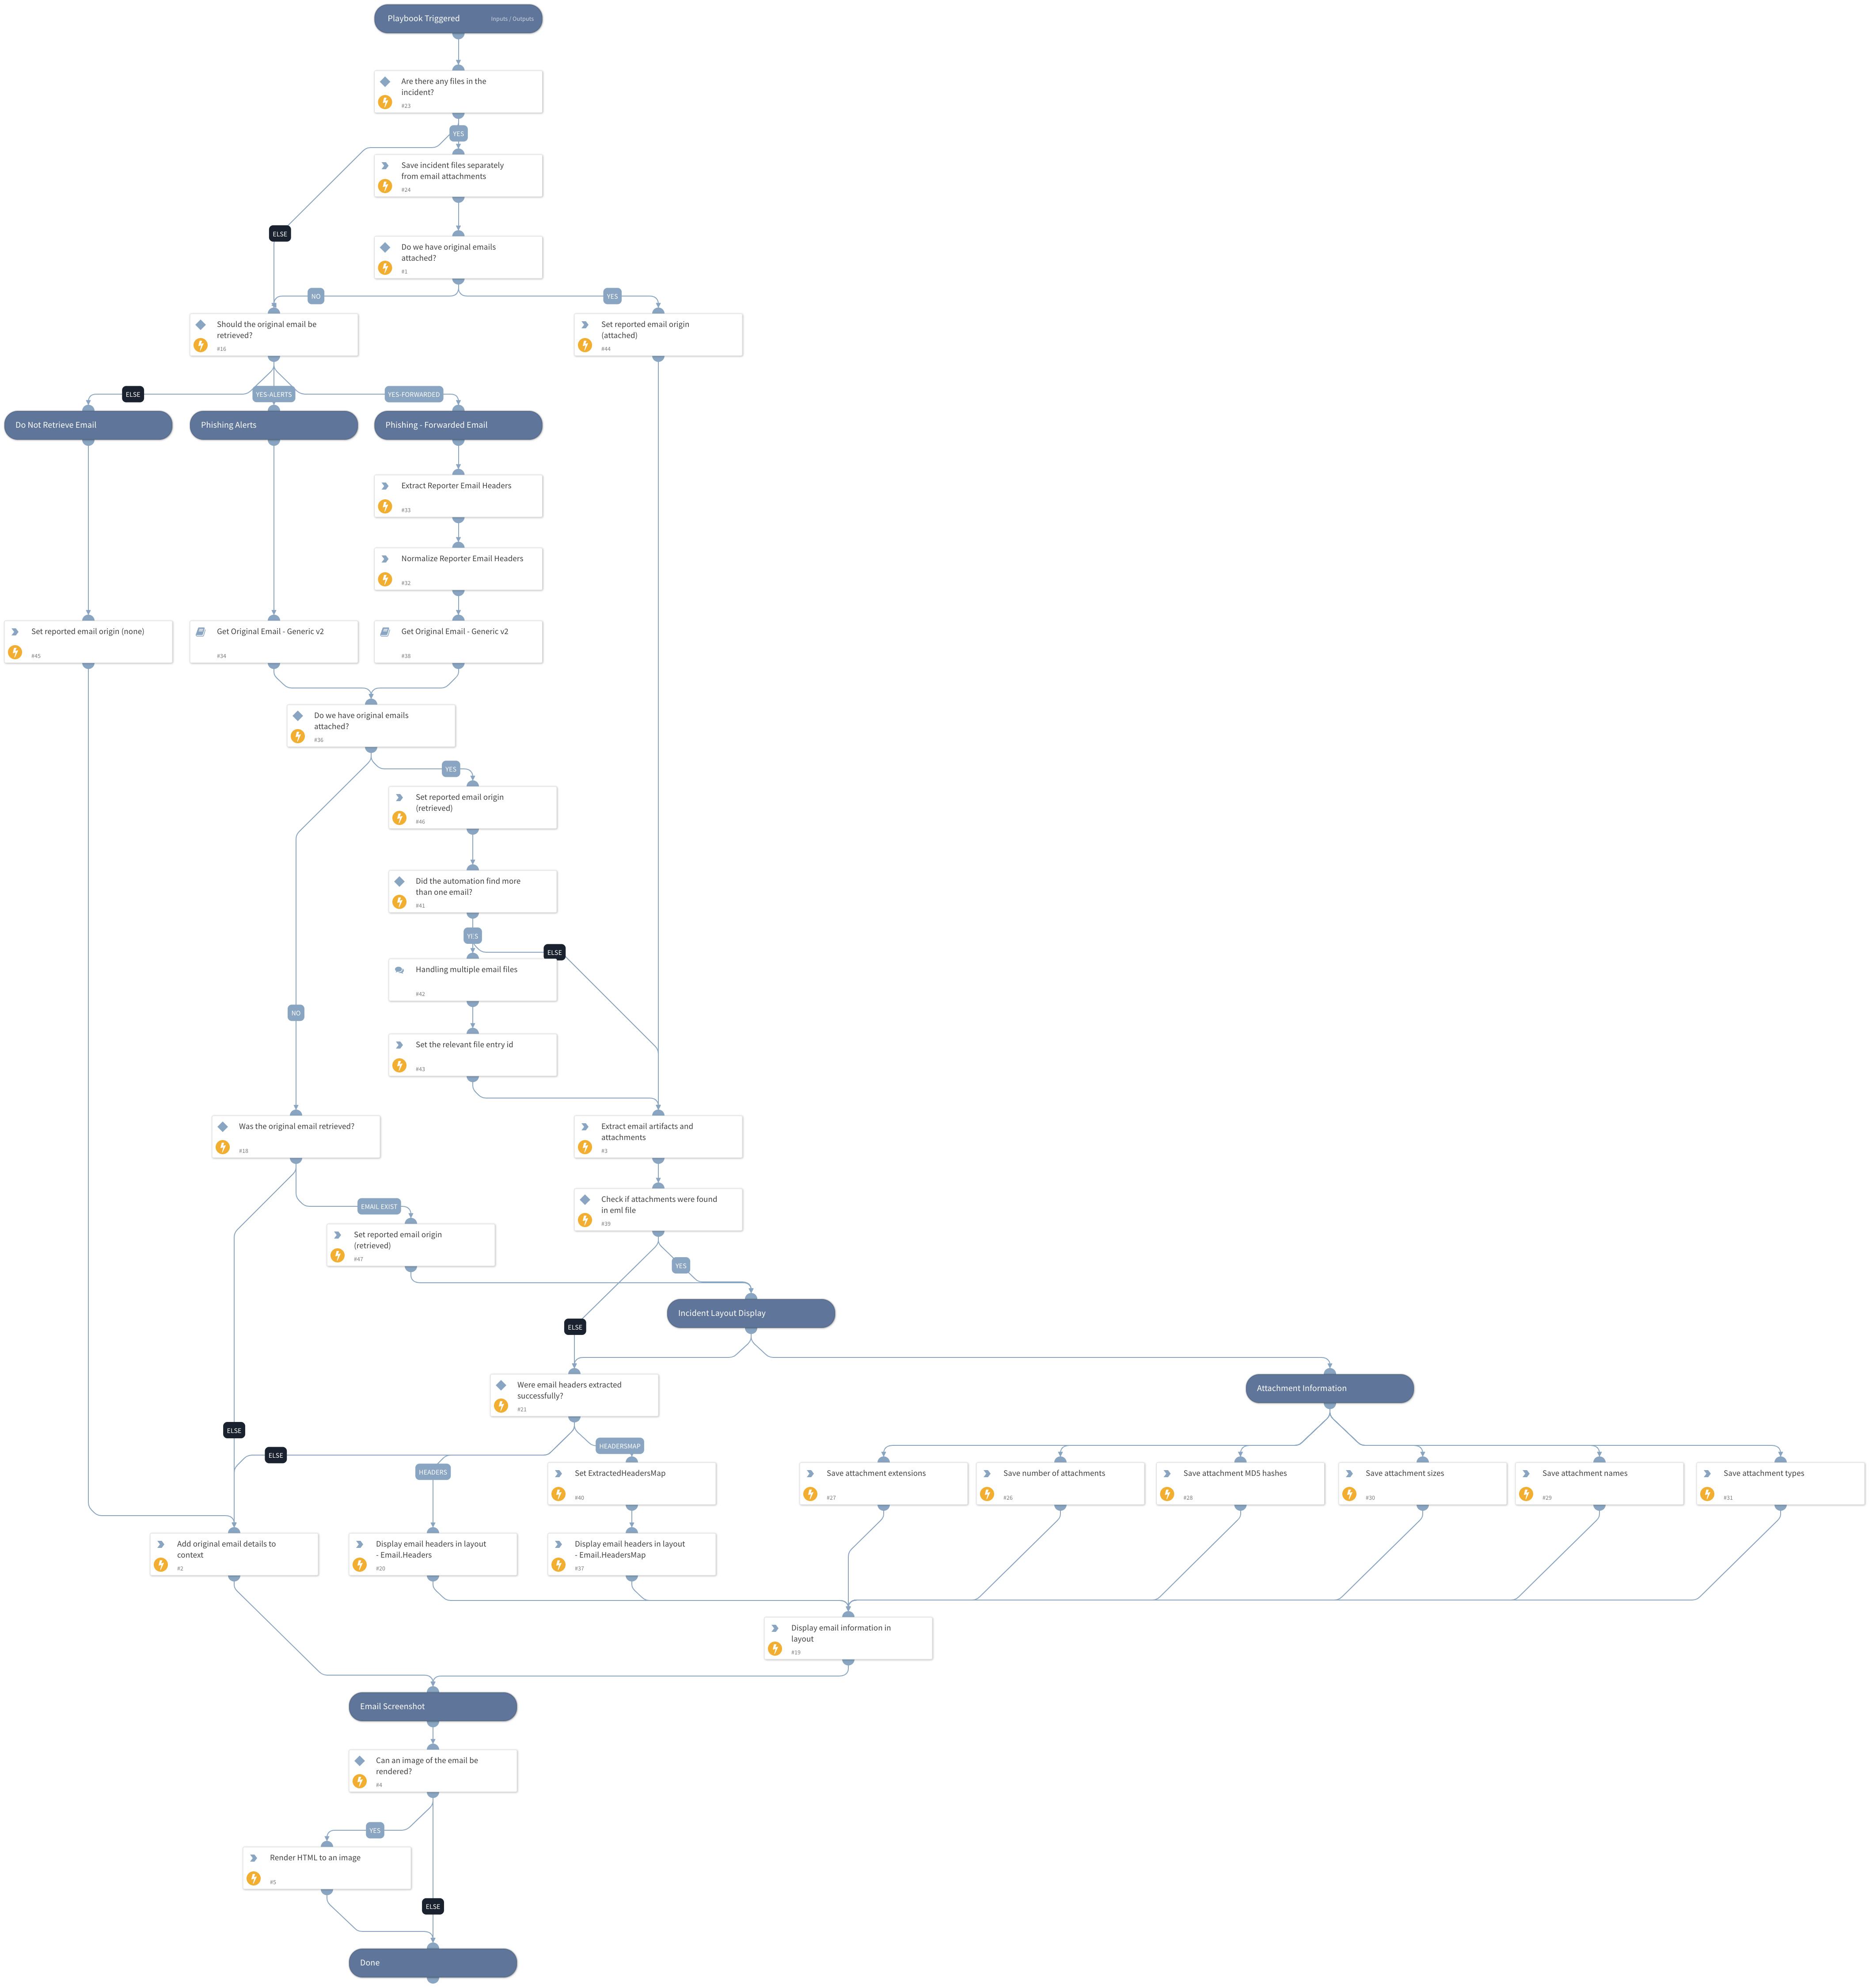 Playbook Triggered
Inputs / Outputs
Are there any files in the
incident?
#23
YES
Save incident files separately
from email attachments
#24
ELSE
Do we have original emails
attached?
#1
NO
YES
Should the original email be
retrieved?
#16
Set reported email origin
(attached)
#44
ELSE
YES-ALERTS
YES-FORWARDED
Do Not Retrieve Email
Phishing Alerts
Phishing - Forwarded Email
Extract Reporter Email Headers
#33
Normalize Reporter Email Headers
#32
Set reported email origin (none)
#45
Get Original Email - Generic v2
#34
Get Original Email - Generic v2
#38
Do we have original emails
attached?
#36
YES
Set reported email origin
(retrieved)
#46
Did the automation find more
than one email?
#41
YES
ELSE
Handling multiple email files
#42
NO
Set the relevant file entry id
#43
Was the original email retrieved?
#18
Extract email artifacts and
attachments
#3
Check if attachments were found
in eml file
#39
EMAIL EXIST
Set reported email origin
(retrieved)
#47
YES
Incident Layout Display
ELSE
Were email headers extracted
successfully?
#21
Attachment Information
ELSE
ELSE
HEADERSMAP
HEADERS
Set ExtractedHeadersMap
#40
Save attachment extensions
#27
Save number of attachments
#26
Save attachment MD5 hashes
#28
Save attachment sizes
#30
Save attachment names
#29
Save attachment types
#31
Add original email details to
context
#2
Display email headers in layout
- Email.Headers
#20
Display email headers in layout
- Email.HeadersMap
#37
Display email information in
layout
#19
Email Screenshot
Can an image of the email be
rendered?
#4
YES
Render HTML to an image
#5
ELSE
Done